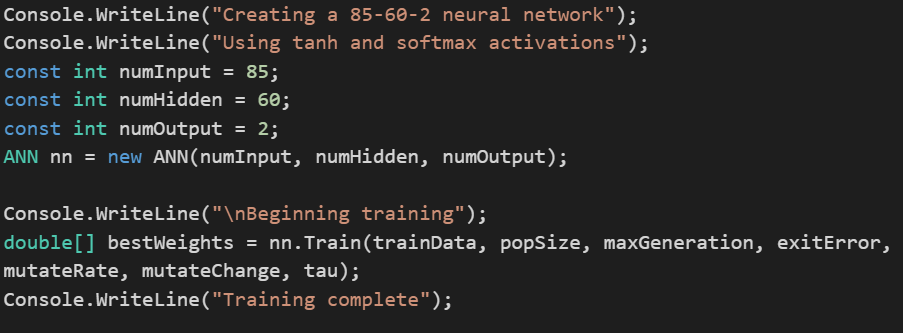 Console.WriteLine("Creating a 85-60-2 neural network");
Console.WriteLine("Using tanh and softmax activations");
const int numInput = 85;
const int numHidden = 60;
const int numOutput = 2;
ANN nn = new ANN(numInput, numHidden, numOutput);
Console.WriteLine("\nBeginning training");
double[] bestWeights = nn.Train(trainData, popSize, maxGeneration, exitError,
mutateRate, mutateChange, tau);
Console.WriteLine("Training complete");